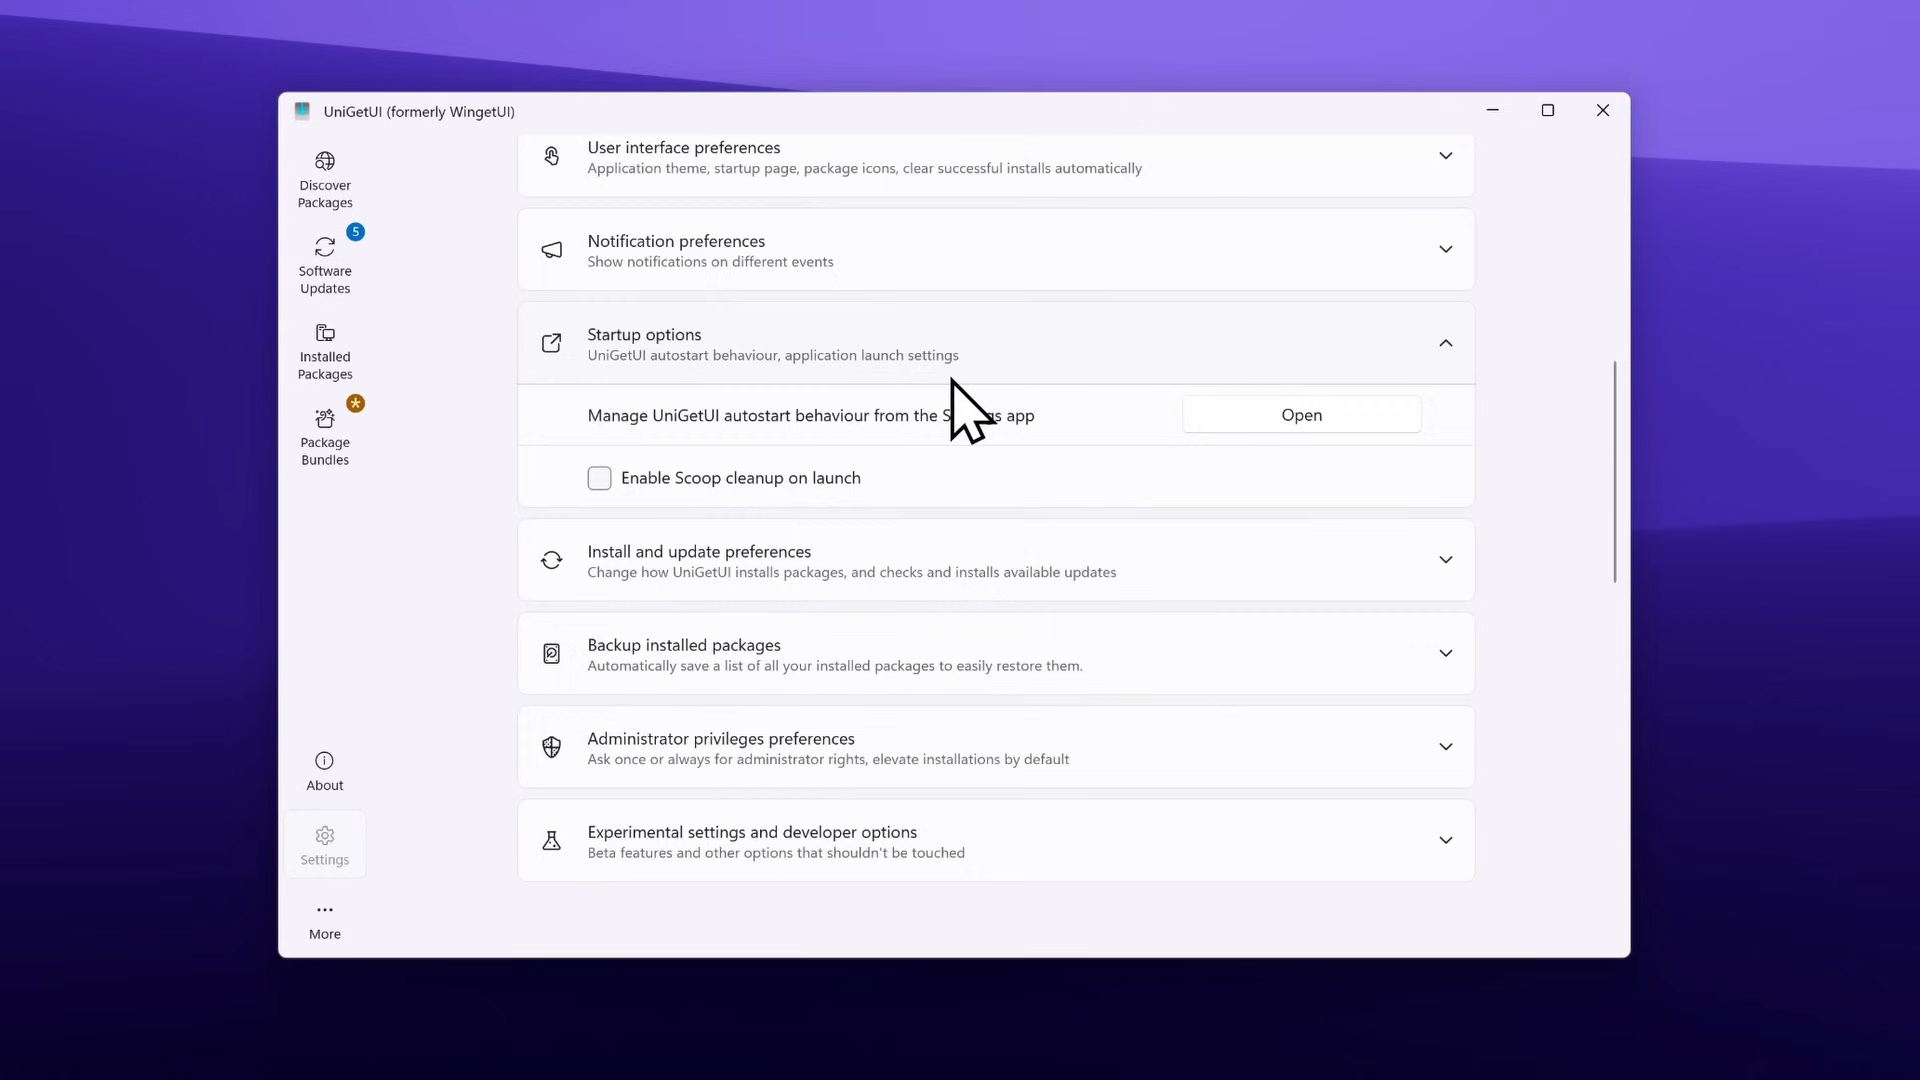 UniGetUI (formerly WingetUI)
Discover
Packages
5
Software
Updates
Installed
Packages
Package
Bundles
About
Settings
More
User interface preferences
Application theme, startup page, package icons, clear successful installs automatically
Notification preferences
Show notifications on different events
Startup options
UniGetUI autostart behaviour, application launch settings
Manage UniGetUI autostart behaviour from the app
Open
Enable Scoop cleanup on launch
Install and update preferences
Change how UniGetUI installs packages, and checks and installs available updates
Backup installed packages
Automatically save a list of all your installed packages to easily restore them.
Administrator privileges preferences
Ask once or always for administrator rights, elevate installations by default
Experimental settings and developer options
Beta features and other options that shouldn't be touched